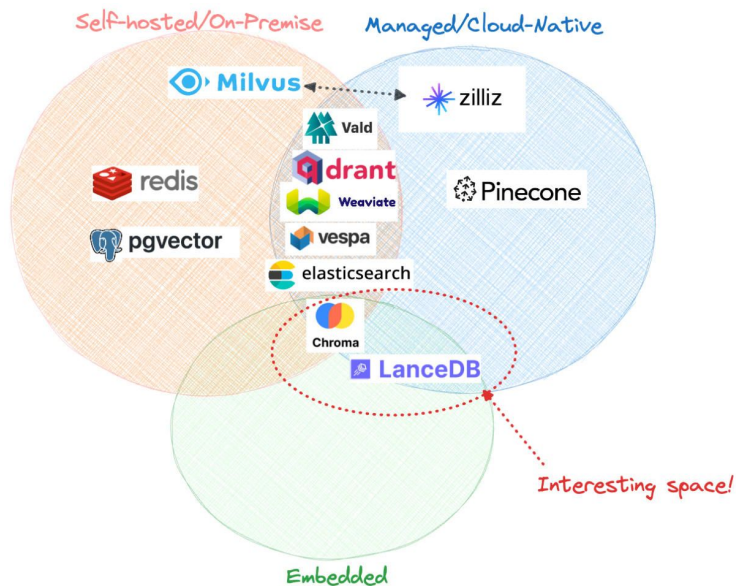 Self-hosted/On-Premise
Managed/Cloud-Native
Milvus
zilliz
Vald
qdrant
redis
Weaviate
Pinecone
pgvector
vespa
elasticsearch
Chroma
LanceDB
Interesting space!
Embedded